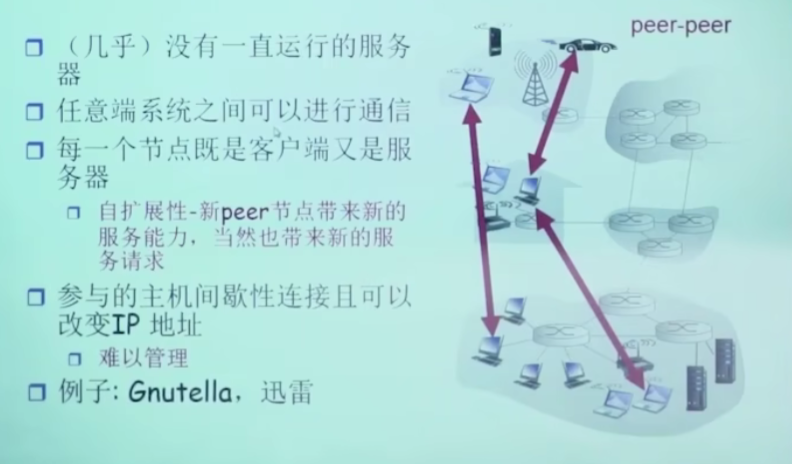 peer-peer
（几乎）没有一直运行的服务
器
任意端系统之间可以进行通信
每一个节点既是客户端又是服
务器
自扩展性-新peer节点带来新的
服务能力，当然也带来新的服
务请求
参与的主机间歇性连接且可以
改变IP 地址
难以管理
例子: Gnutella，迅雷